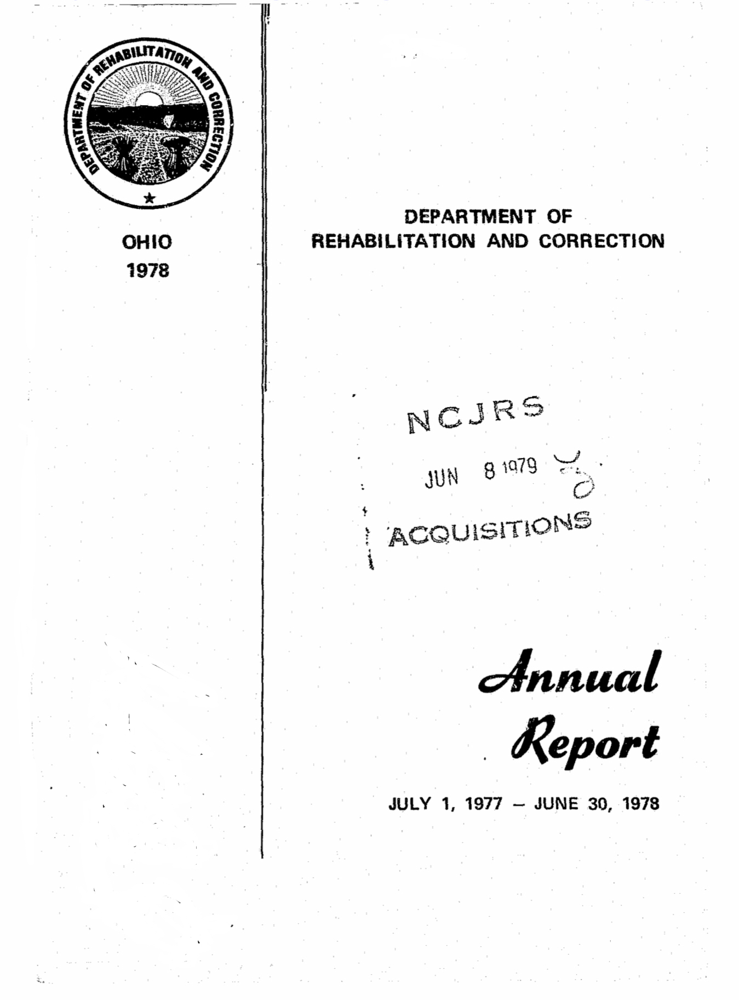 DEPARTMENT OF REHABILITATION AND CORRECTION
OHIO
1978
DEPARTMENT OF
REHABILITATION AND CORRECTION
NCJRS
JUN 8 1979
ACQUISITIONS
Annual
Report
JULY 1, 1977 – JUNE 30, 1978